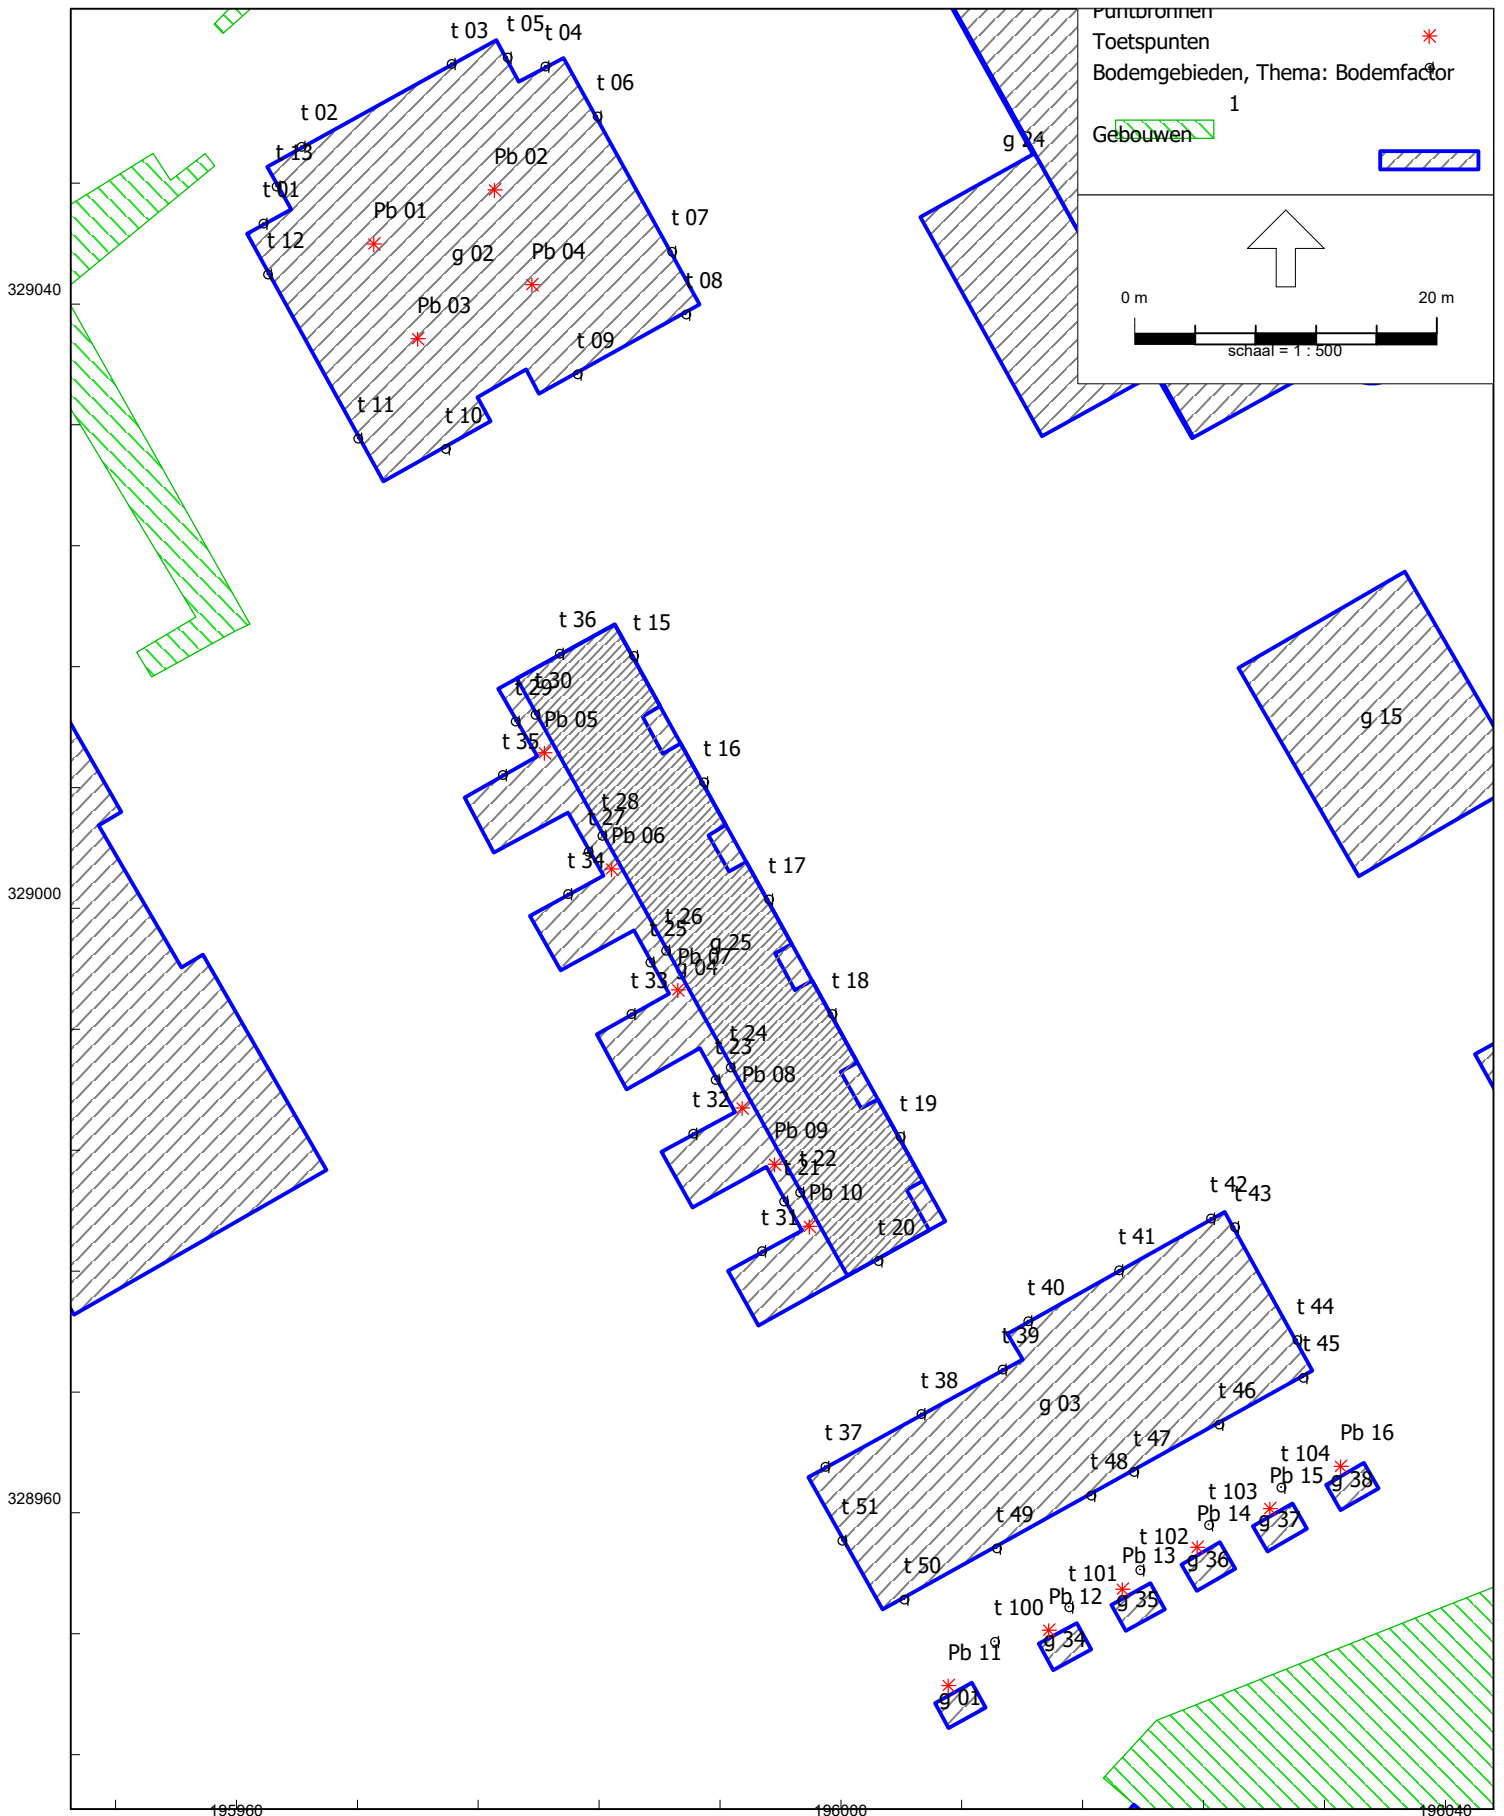 t 03
t 05
t 04
Puntbronnen
Toetspunten
Bodemgebieden, Thema: Bodemfactor
1
Gebouwen
t 06
t 02
g 24
t 13
Pb 02
t 01
Pb 01
t 07
t 12
g 02
Pb 04
t 08
329040
Pb 03
0 m
20 m
t 09
schaal = 1 : 500
t 11
t 10
t 36
t 15
t 30
t 29
Pb 05
g 15
t 35
t 16
t 28
t 27
Pb 06
t 34
t 17
329000
t 26
t 25
g 25
Pb 07
g 04
t 33
t 18
t 24
t 23
Pb 08
t 32
t 19
Pb 09
t 22
t 21
Pb 10
t 31
t 20
t 42
t 43
t 41
t 40
t 44
t 39
t 45
t 38
g 03
t 46
t 37
t 47
Pb 16
t 104
t 48
Pb 15
g 38
328960
t 51
t 103
t 49
Pb 14
g 37
t 102
Pb 13
g 36
t 50
t 101
Pb 12
g 35
t 100
g 34
Pb 11
g 01
195960
196000
196040